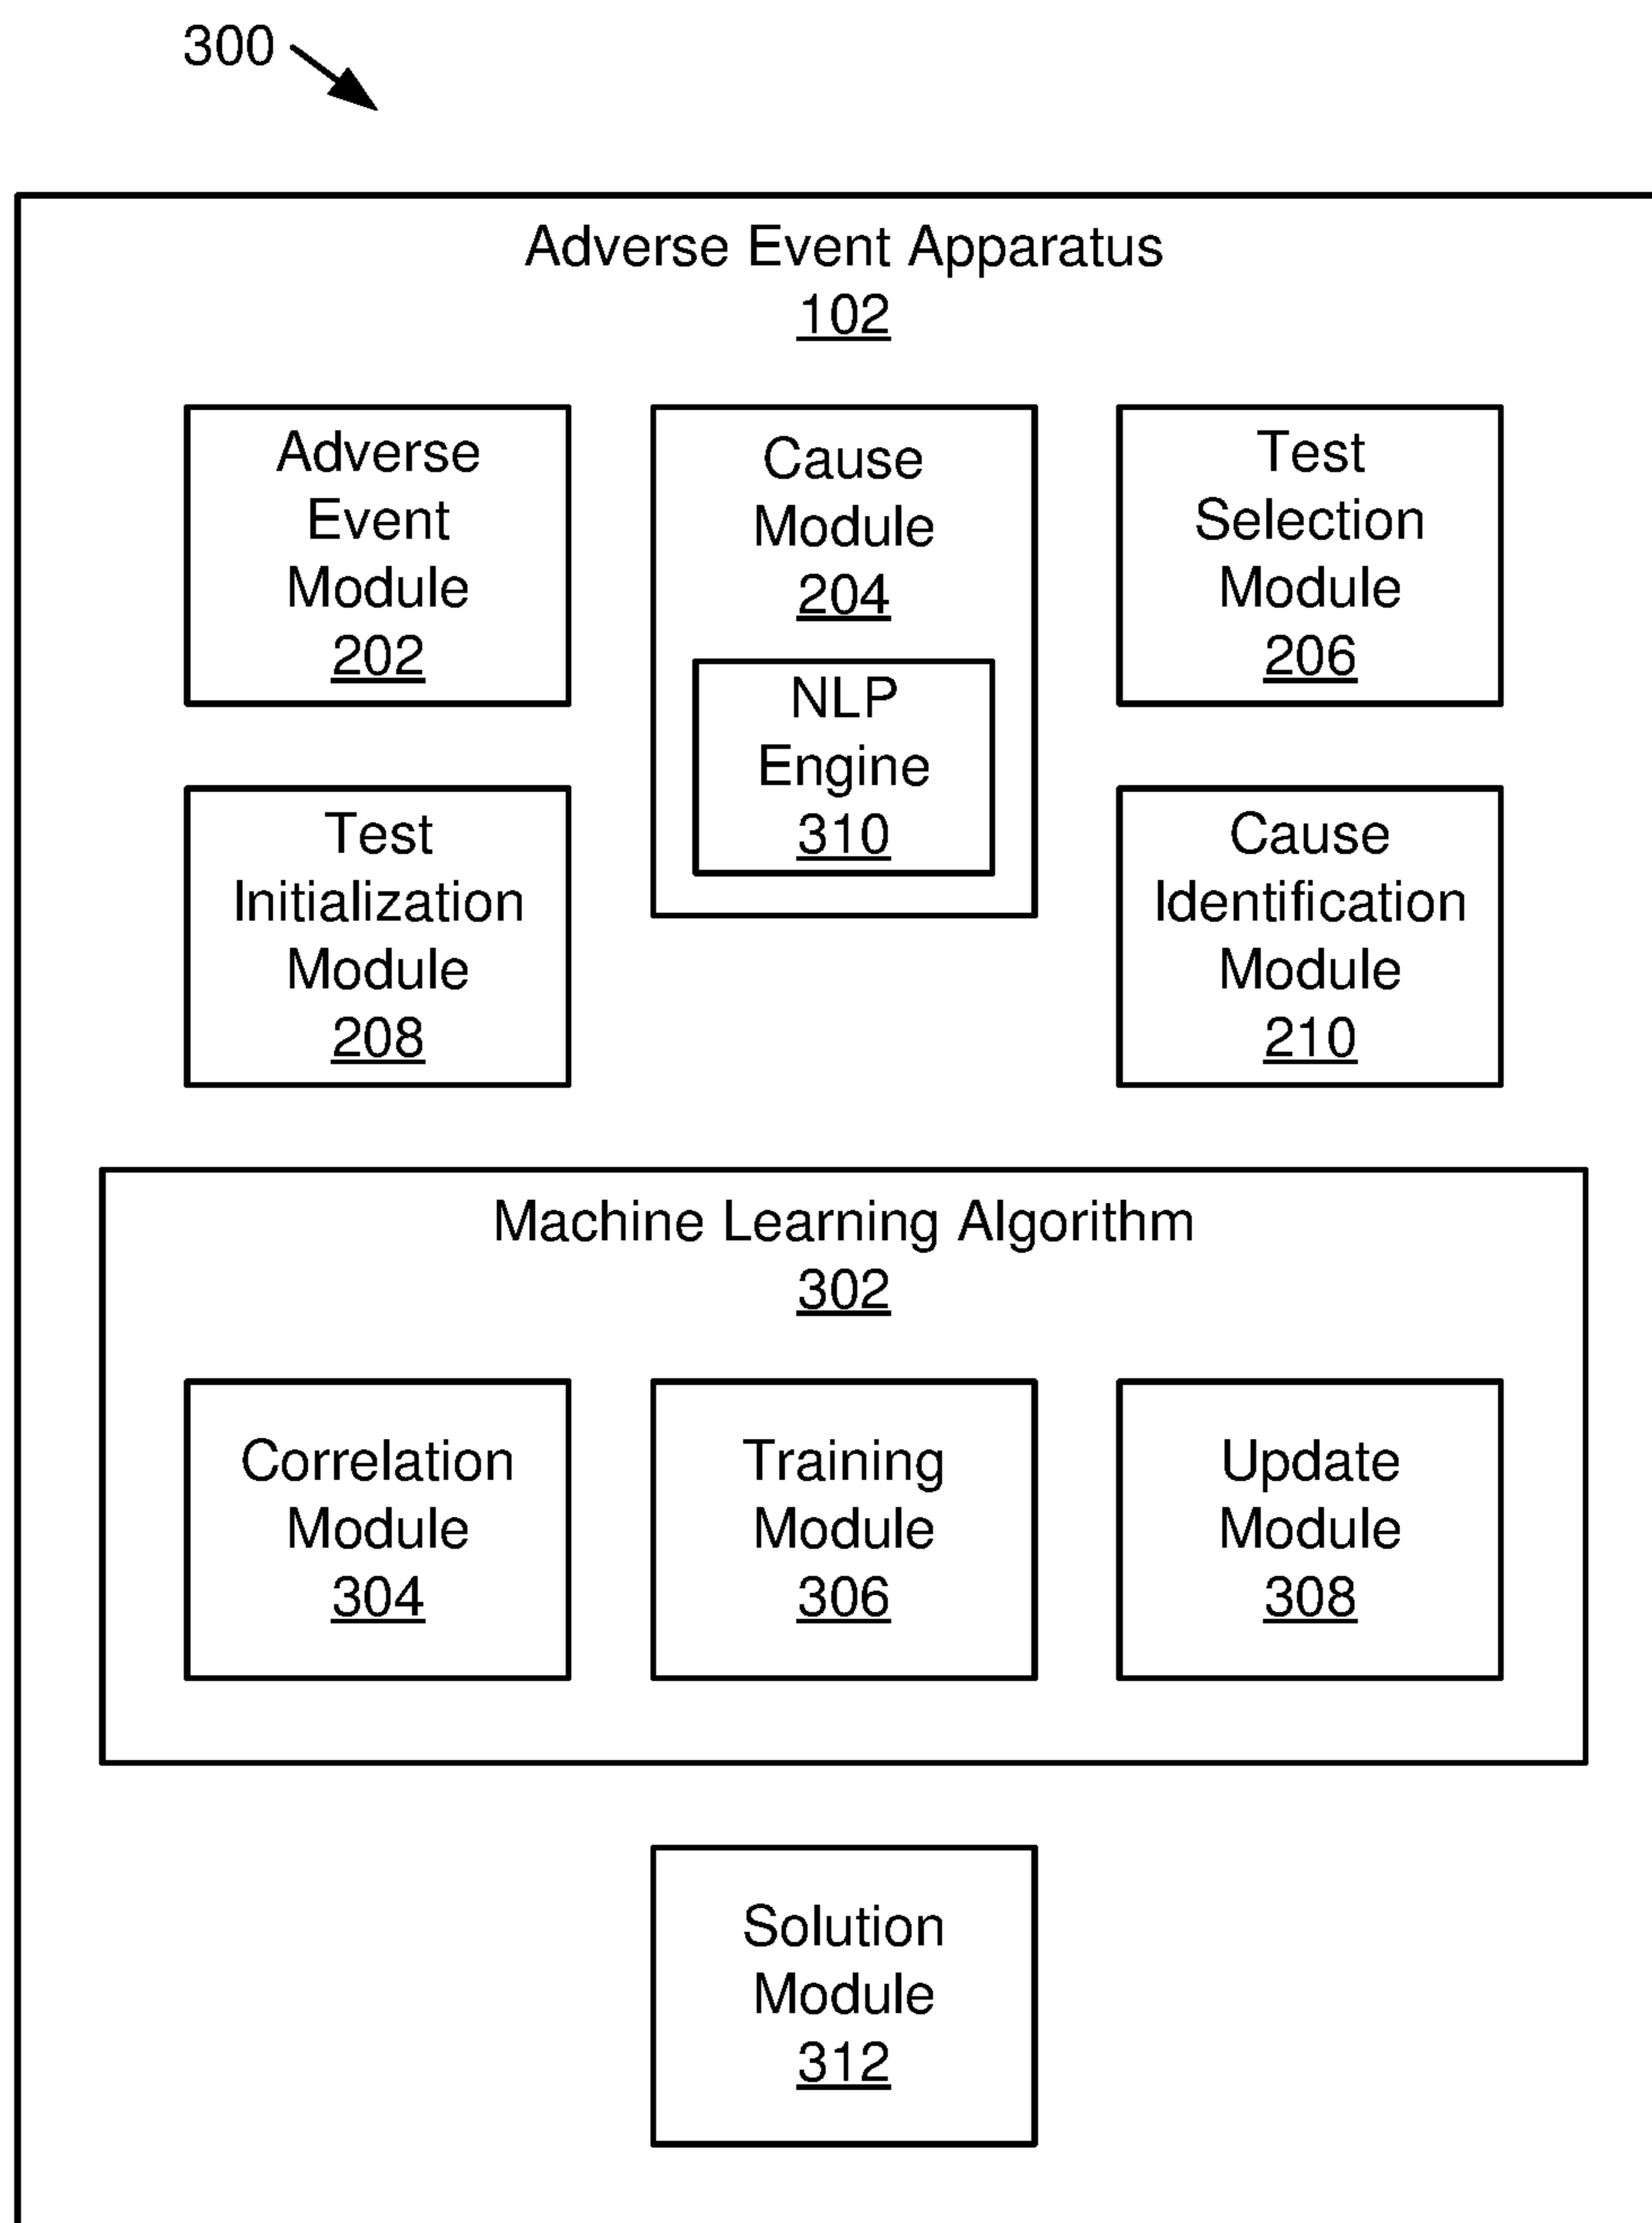 300
Adverse Event Apparatus
102
Adverse
Event
Module
202
Cause
Module
204
NLP
Engine
310
Test
Selection
Module
206
Test
Initialization
Module
208
Cause
Identification
Module
210
Machine Learning Algorithm
302
Correlation
Module
304
Training
Module
306
Update
Module
308
Solution
Module
312